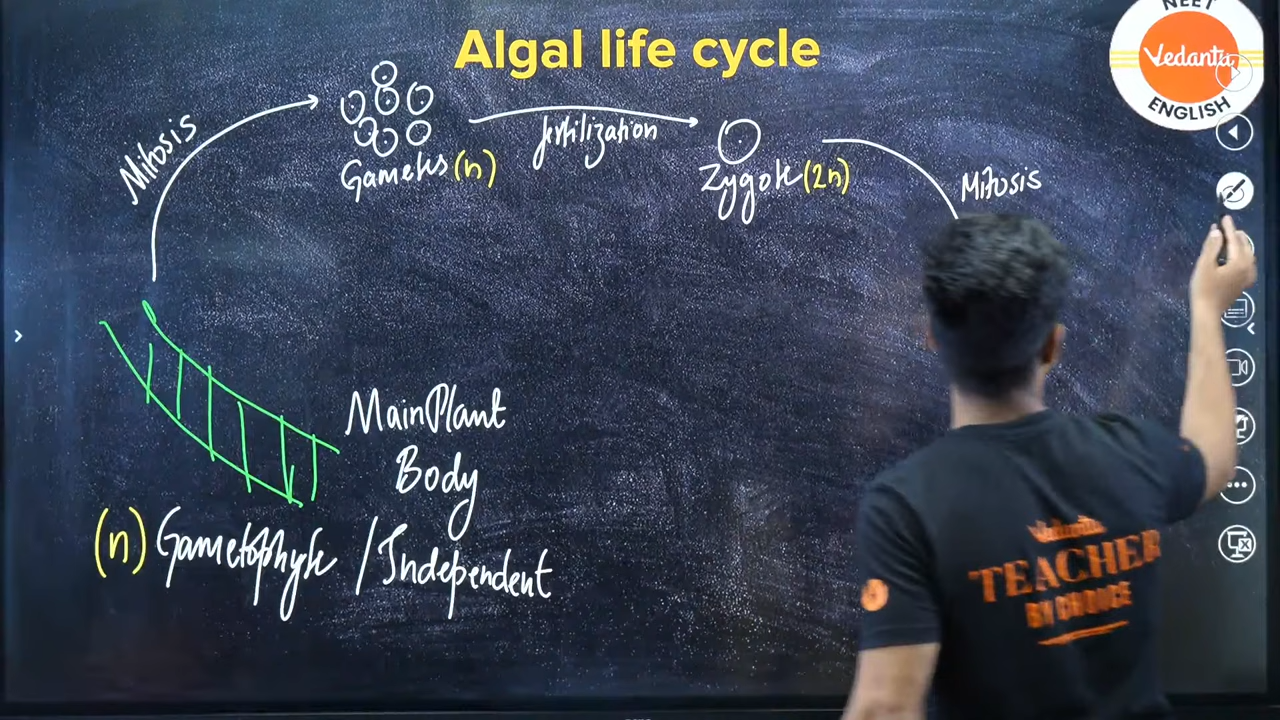 Algal life cycle
NEET
Vedantu
ENGLISH
Mitosis
fertilization
Gametes (n)
Zygote (2n)
Mitosis
Main Plant
Body
(n) Gametophyte / Independent
Vedantu
TEACHER
BY CHOICE